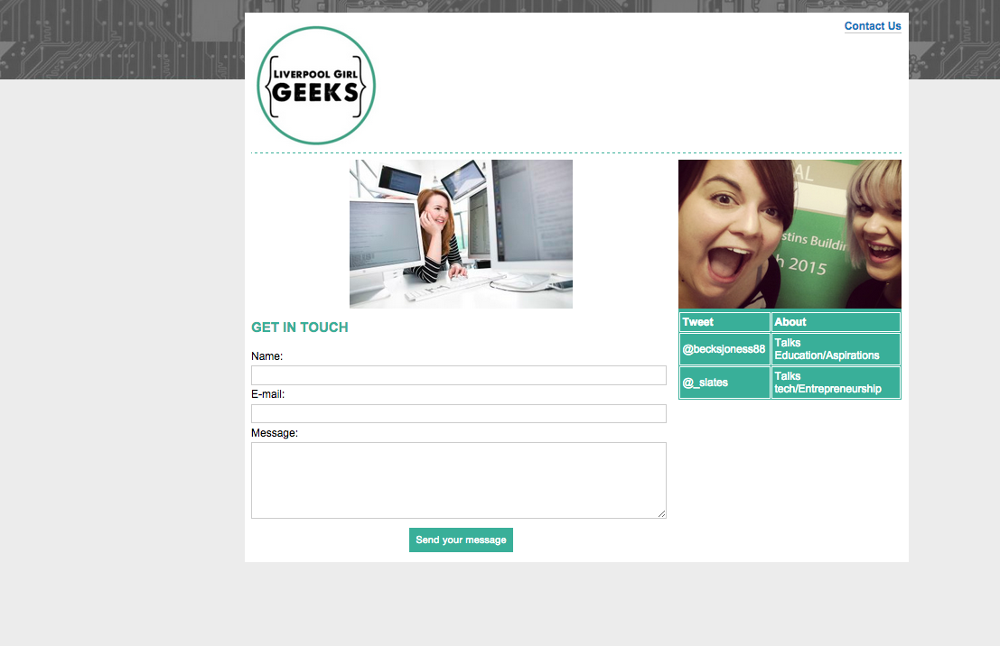 Contact Us
LIVERPOOL GIRL
GEEKS
AL
stins Buildin
h 2015
GET IN TOUCH
Name:
E-mail:
Message:
Send your message
Tweet About
@becksjoness88 Talks
Education/Aspirations
@_siates Talks
tech/Entrepreneurship